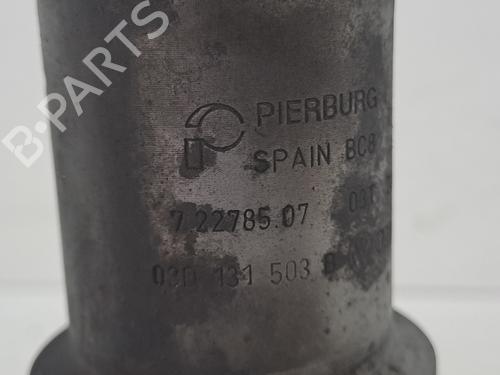 B-PARTS
PIERBURG
SPAIN BC8
7.22785.07
03D 131 503